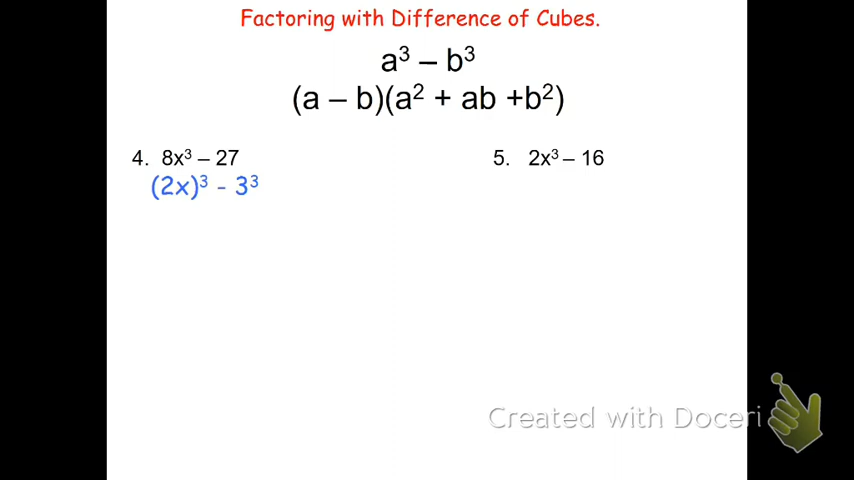 Factoring with Difference of Cubes.
a³ – b³
(a – b)(a² + ab +b²)
4. 8x³ – 27
(2x)³ - 3³
5. 2x³ – 16
Created with Doceri